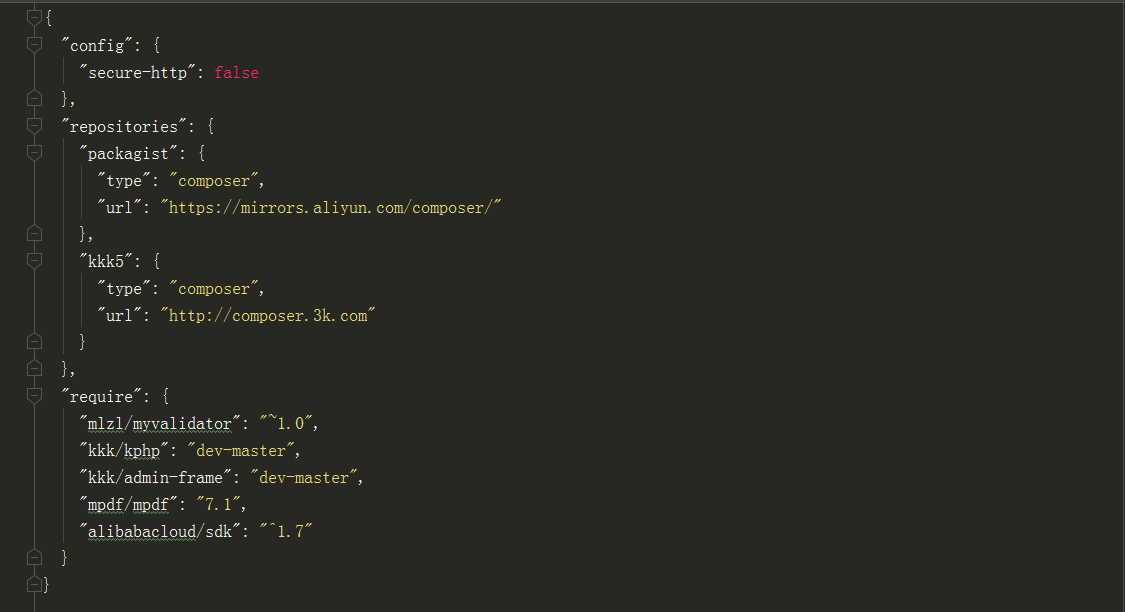 {
"config": {
"secure-http": false
},
"repositories": {
"packagist": {
"type": "composer",
"url": "https://mirrors.aliyun.com/composer/"
},
"kkk5": {
"type": "composer",
"url": "http://composer.3k.com"
}
},
"require": {
"mlzl/myvalidator": "~1.0",
"kkk/kphp": "dev-master",
"kkk/admin-frame": "dev-master",
"mpdf/mpdf": "7.1",
"alibabacloud/sdk": "^1.7"
}
}